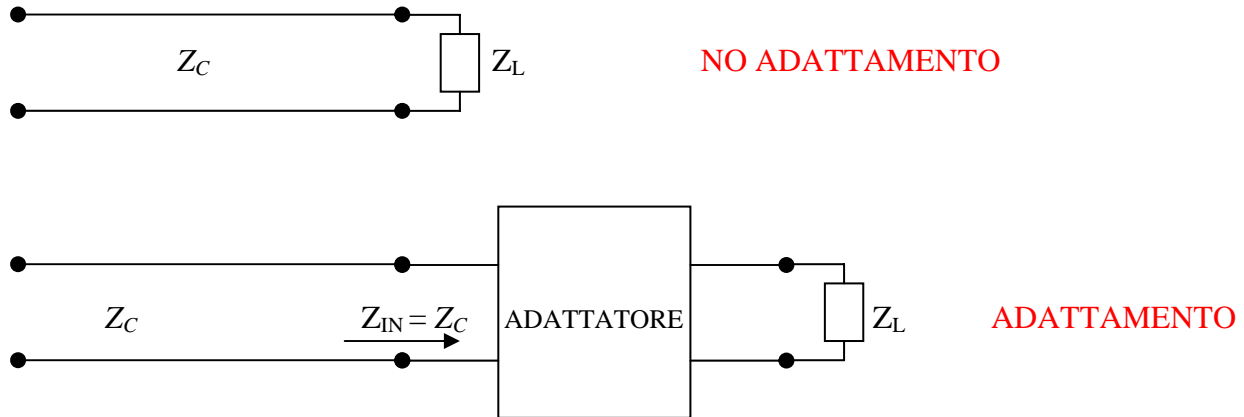 Z_C Z_L NO ADATTAMENTO
Z_C Z_IN = Z_C ADATTATORE Z_L ADATTAMENTO